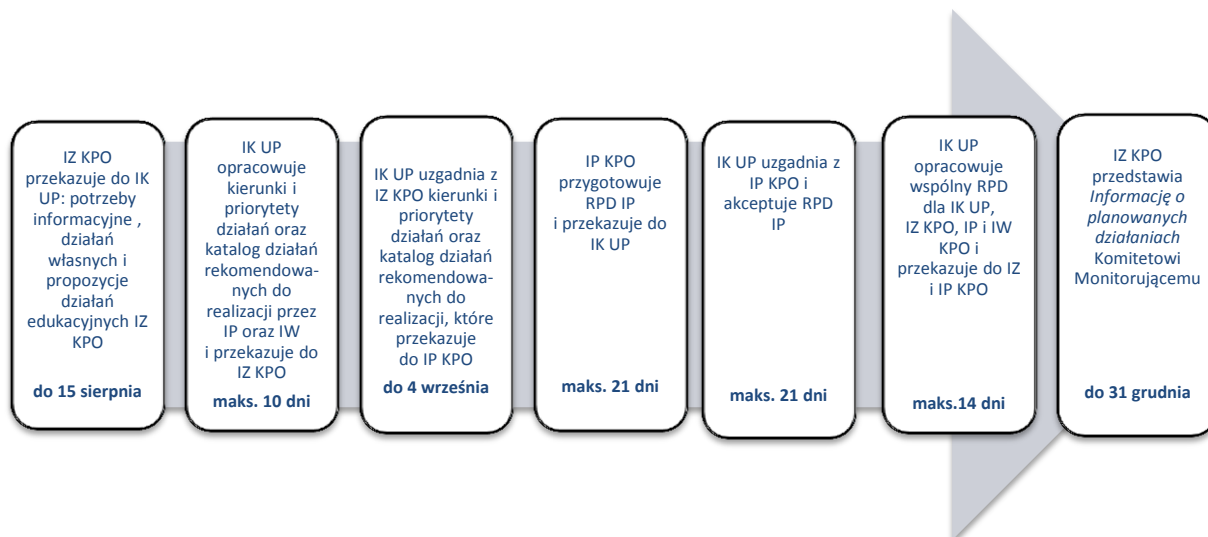 IZ KPO
przekazuje do IK
UP: potrzeby
informacyjne , 
działań
własnych i
propozycje
działań
edukacyjnych IZ
KPO
do 15 sierpnia
IK UP
opracowuje
kierunki i
priorytety
działań oraz
katalog działań
rekomendowa-
nych do
realizacji przez
IP oraz IW
i przekazuje do
IZ KPO
maks. 10 dni
IK UP uzgadnia z
IZ KPO kierunki i
priorytety
działań oraz
katalog działań
rekomendowa-
nych do
realizacji, które
przekazuje
do IP KPO
do 4 września
IP KPO
przygotowuje
RPD IP
i przekazuje do
IK UP
maks. 21 dni
IK UP uzgadnia z
IP KPO i
akceptuje RPD
IP
maks. 21 dni
IK UP
opracowuje
wspólny RPD
dla IK UP,
IZ KPO, IP i IW
KPO i
przekazuje do IZ
i IP KPO
maks.14 dni
IZ KPO
przedstawia
Informację o
planowanych
działaniach
Komitetowi
Monitorującemu
do 31 grudnia